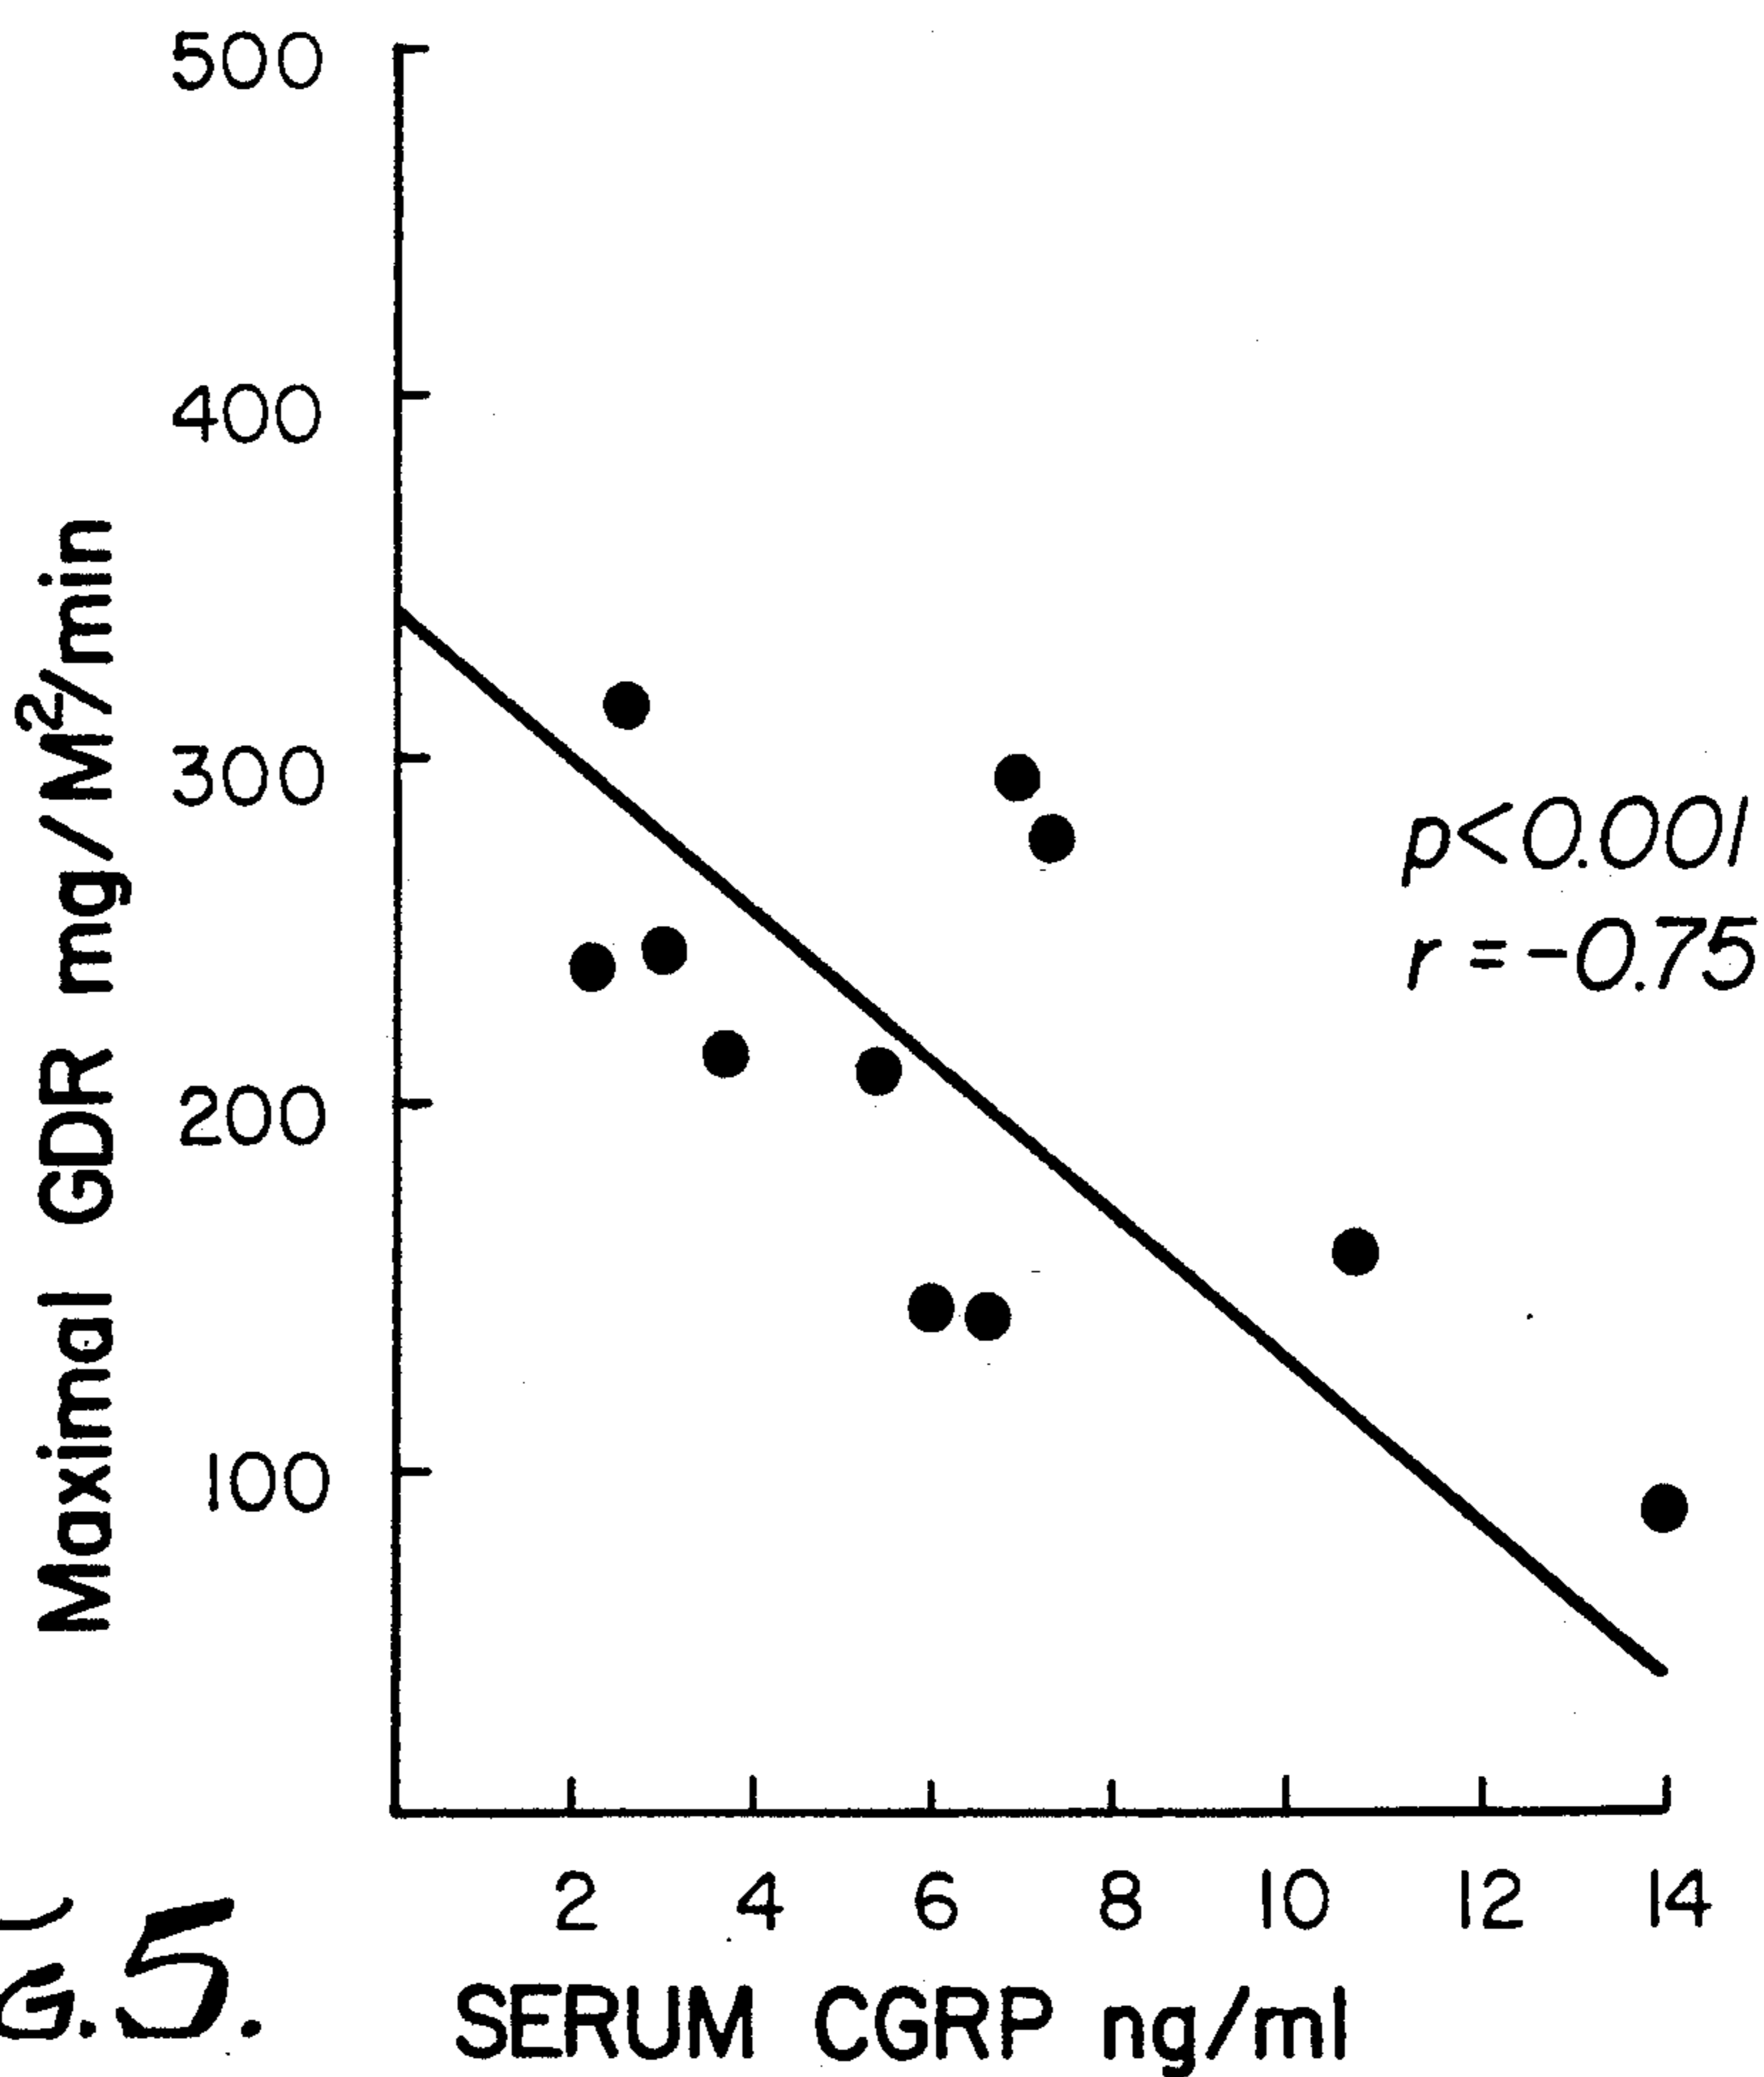 500
400
300
200
100
Maximal GDR mg/M²/min
p<0.001
r = -0.75
2 4 6 8 10 12 14
SERUM CGRP ng/ml
G.5.